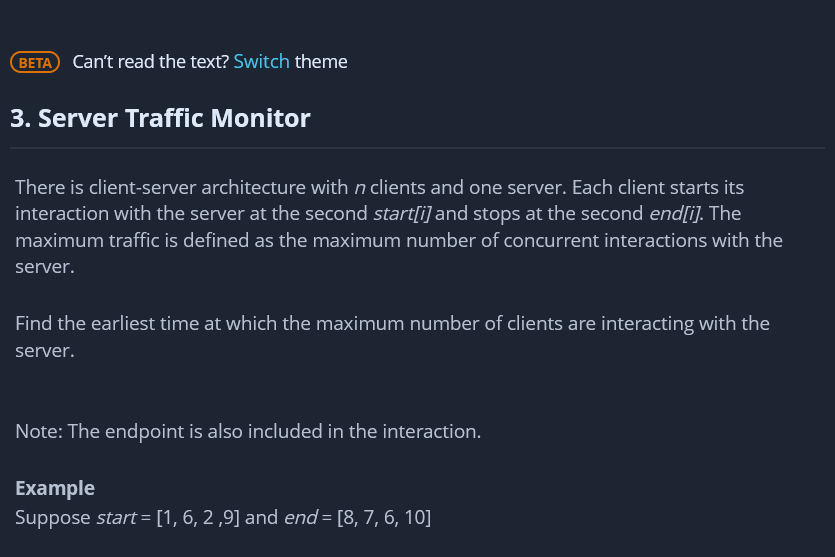 BETA Can’t read the text? Switch theme
3. Server Traffic Monitor
There is client-server architecture with n clients and one server. Each client starts its
interaction with the server at the second start[i] and stops at the second end[i]. The
maximum traffic is defined as the maximum number of concurrent interactions with the
server.
Find the earliest time at which the maximum number of clients are interacting with the
server.
Note: The endpoint is also included in the interaction.
Example
Suppose start = [1, 6, 2 ,9] and end = [8, 7, 6, 10]